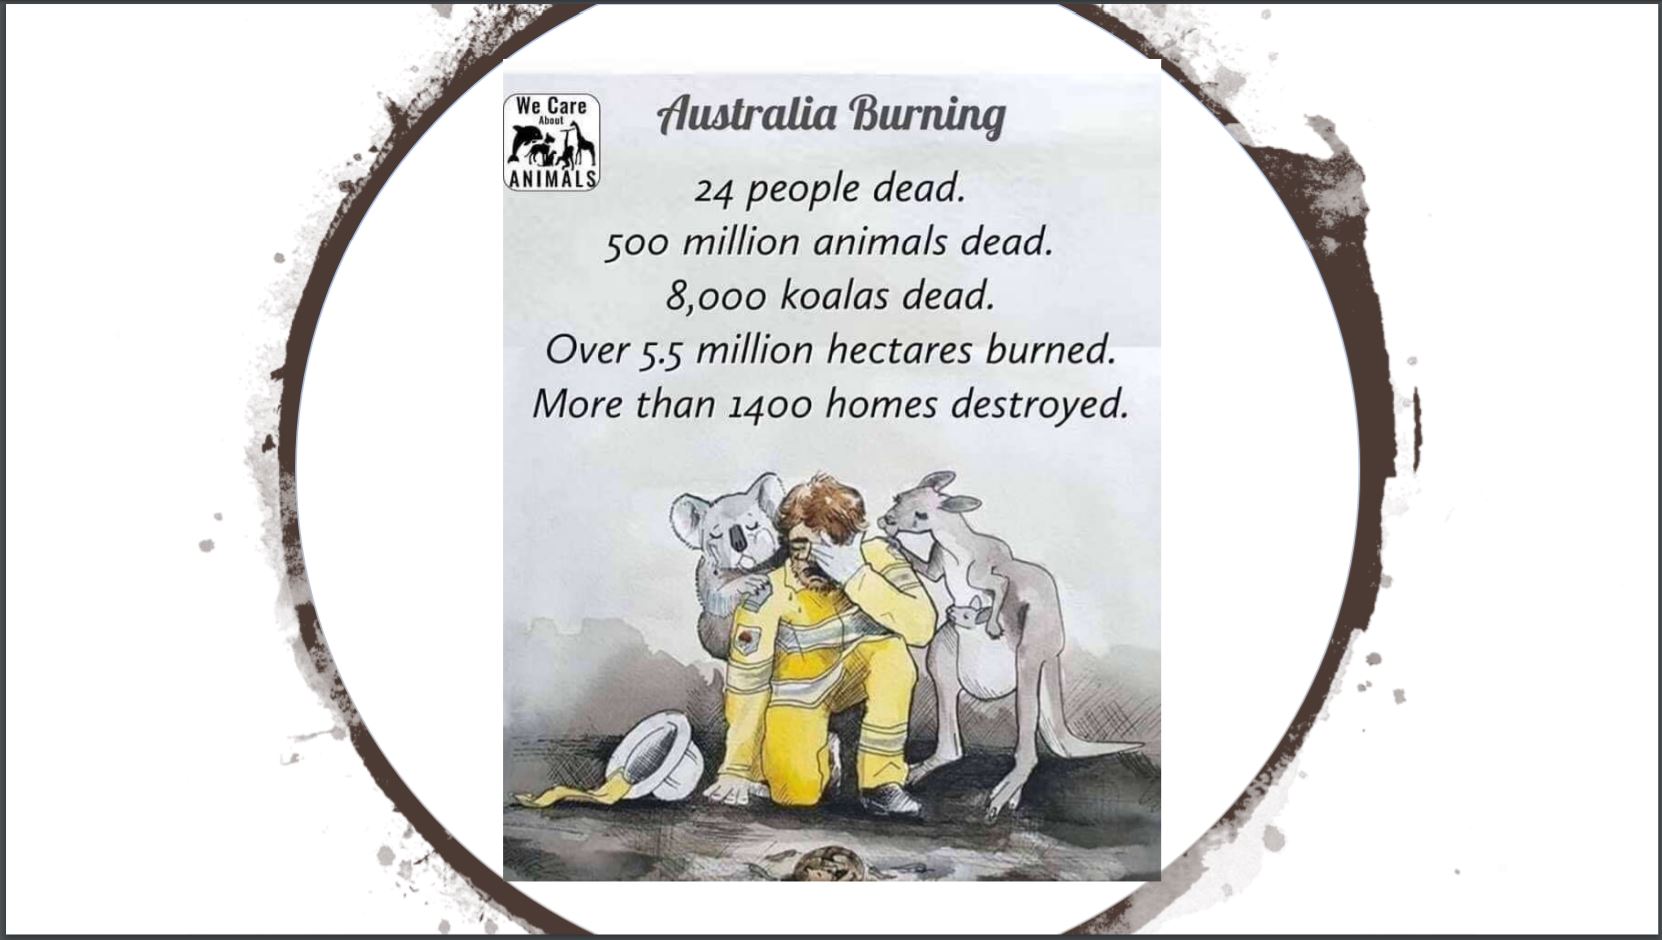 We Care
About
ANIMALS
Australia Burning
24 people dead.
500 million animals dead.
8,000 koalas dead.
Over 5.5 million hectares burned.
More than 1400 homes destroyed.